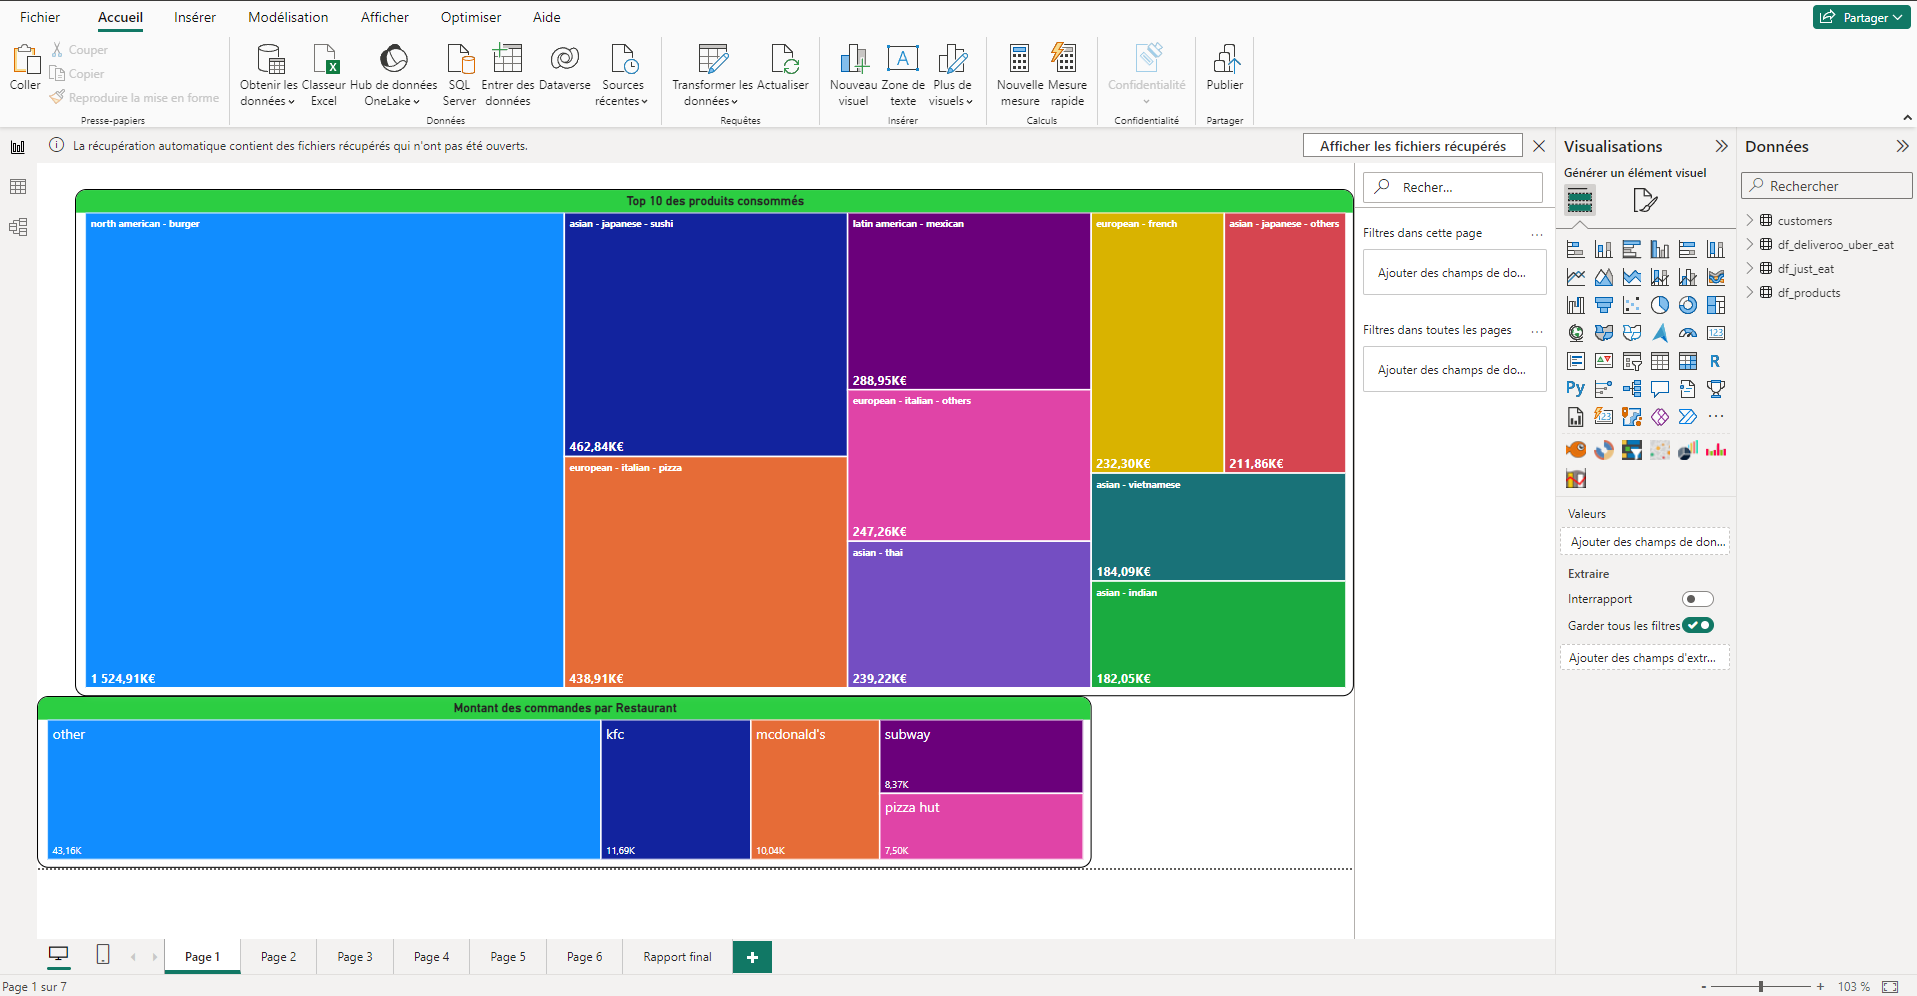 Fichier Accueil Insérer Modélisation Afficher Optimiser Aide
Partager
Coller
Couper
Copier
Reproduire la mise en forme
Presse-papiers
Obtenir les
données
Classeur
Excel
Hub de données
OneLake
SQL
Server
Entrer des
données
Dataverse
Sources
récentes
Données
Transformer les
données
Actualiser
Requêtes
Nouveau
visuel
Zone de
texte
Plus de
visuels
Insérer
Nouvelle
mesure
Mesure
rapide
Calculs
Confidentialité
Confidentialité
Publier
Partager
La récupération automatique contient des fichiers récupérés qui n'ont pas été ouverts.
Afficher les fichiers récupérés
Top 10 des produits consommés
north american - burger
1 524,91K€
asian - japanese - sushi
462,84K€
european - italian - pizza
438,91K€
latin american - mexican
288,95K€
european - italian - others
247,26K€
asian - thai
239,22K€
european - french
232,30K€
asian - japanese - others
211,86K€
asian - vietnamese
184,09K€
asian - indian
182,05K€
Montant des commandes par Restaurant
other
43,16K
kfc
11,69K
mcdonald's
10,04K
subway
8,37K
pizza hut
7,50K
Recher...
Filtres dans cette page ...
Ajouter des champs de do...
Filtres dans toutes les pages ...
Ajouter des champs de do...
Visualisations
Générer un élément visuel
123
R
Py
123
...
Valeurs
Ajouter des champs de don...
Extraire
Interrapport
Garder tous les filtres
Ajouter des champs d'extr...
Données
Rechercher
customers
df_deliveroo_uber_eat
df_just_eat
df_products
Page 1 Page 2 Page 3 Page 4 Page 5 Page 6 Rapport final +
Page 1 sur 7
- + 103 %